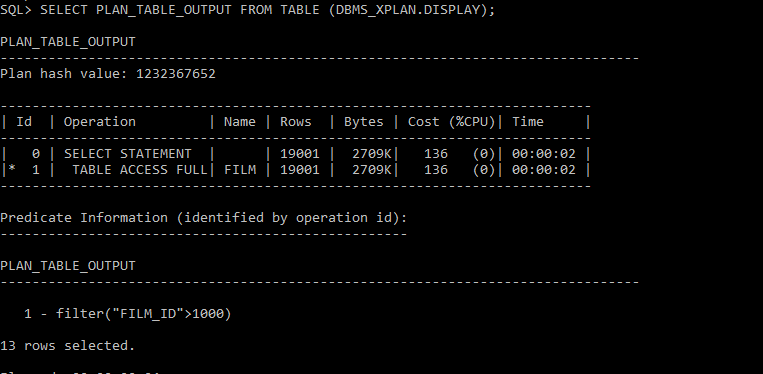 SQL> SELECT PLAN_TABLE_OUTPUT FROM TABLE (DBMS_XPLAN.DISPLAY);
PLAN_TABLE_OUTPUT
--------------------------------------------------------------------------------
Plan hash value: 1232367652
--------------------------------------------------------------------------
| Id  | Operation         | Name | Rows  | Bytes | Cost (%CPU)| Time     |
--------------------------------------------------------------------------
|   0 | SELECT STATEMENT  |      | 19001 |  2709K|   136   (0)| 00:00:02 |
|*  1 |  TABLE ACCESS FULL| FILM | 19001 |  2709K|   136   (0)| 00:00:02 |
--------------------------------------------------------------------------
Predicate Information (identified by operation id):
---------------------------------------------------
PLAN_TABLE_OUTPUT
--------------------------------------------------------------------------------
   1 - filter("FILM_ID">1000)
13 rows selected.